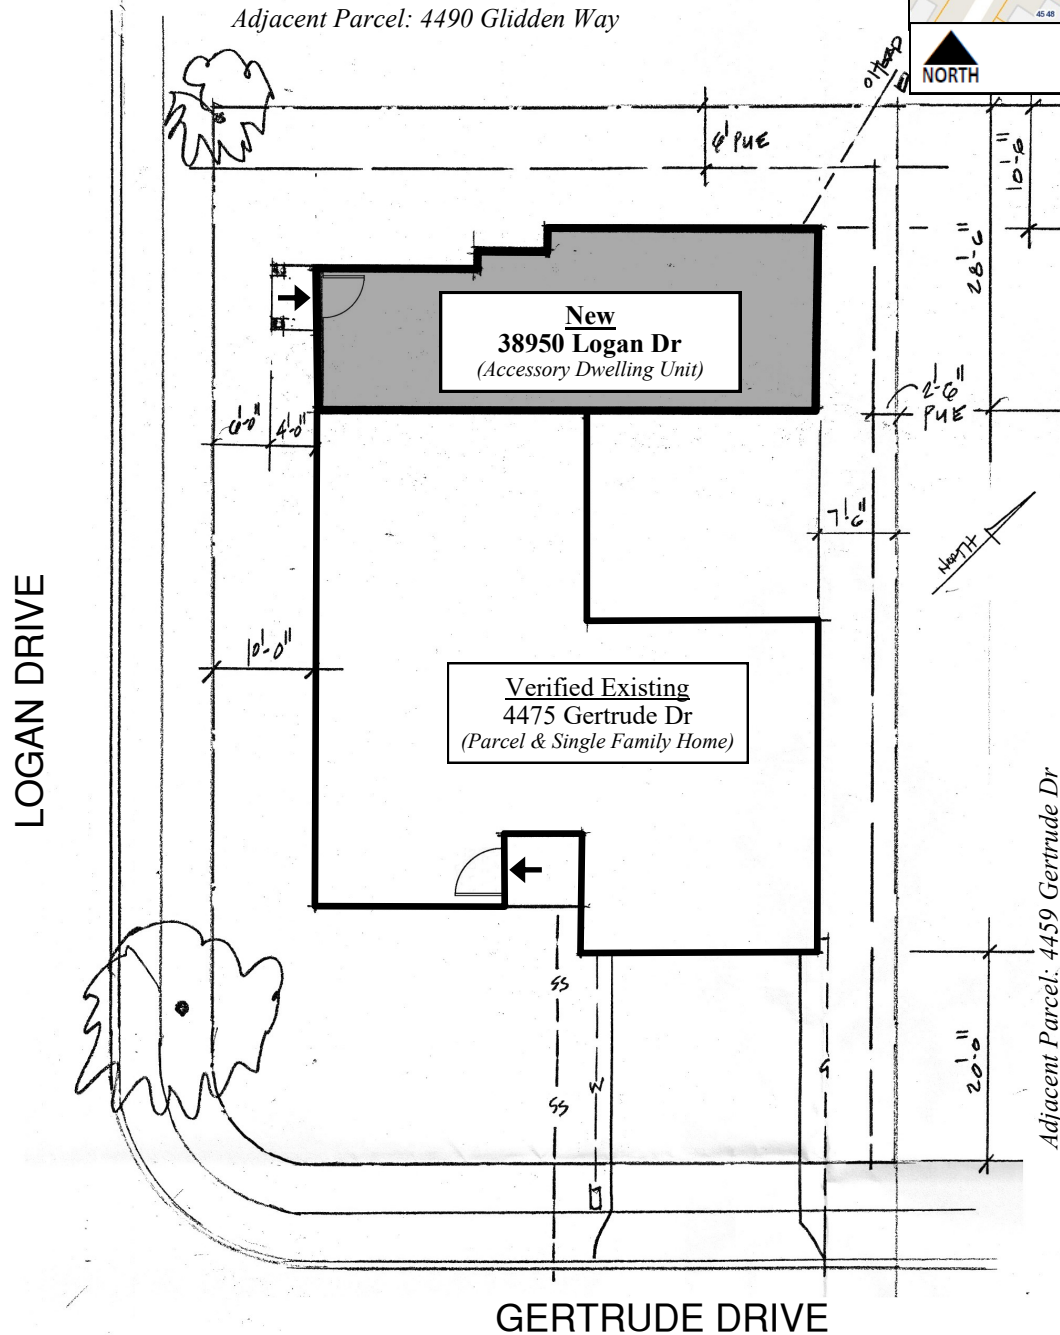 Adjacent Parcel: 4490 Glidden Way
4548
NORTH
6' PUE
10'-6"
28'-6"
New
38950 Logan Dr
(Accessory Dwelling Unit)
2'-6"
PUE
6'-0"
4'-0"
7'-6"
NORTH
10'-0"
LOGAN DRIVE
Verified Existing
4475 Gertrude Dr
(Parcel & Single Family Home)
Adjacent Parcel: 4459 Gertrude Dr
SS
SS
W
G
20'-0"
GERTRUDE DRIVE